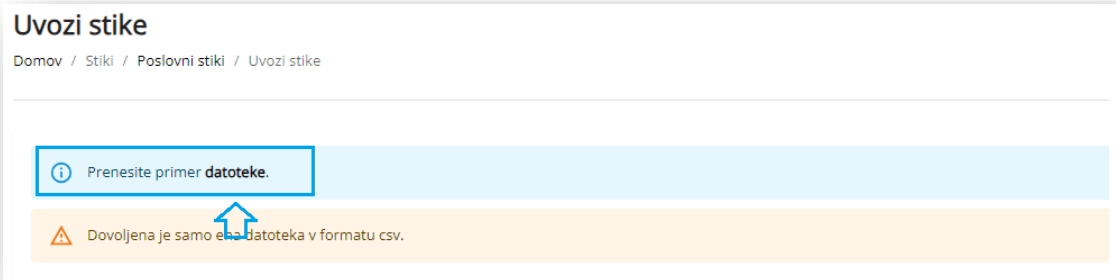 Uvozi stike
Domov / Stiki / Poslovni stiki / Uvozi stike
Prenesite primer datoteke.
Dovoljena je samo ena datoteka v formatu csv.